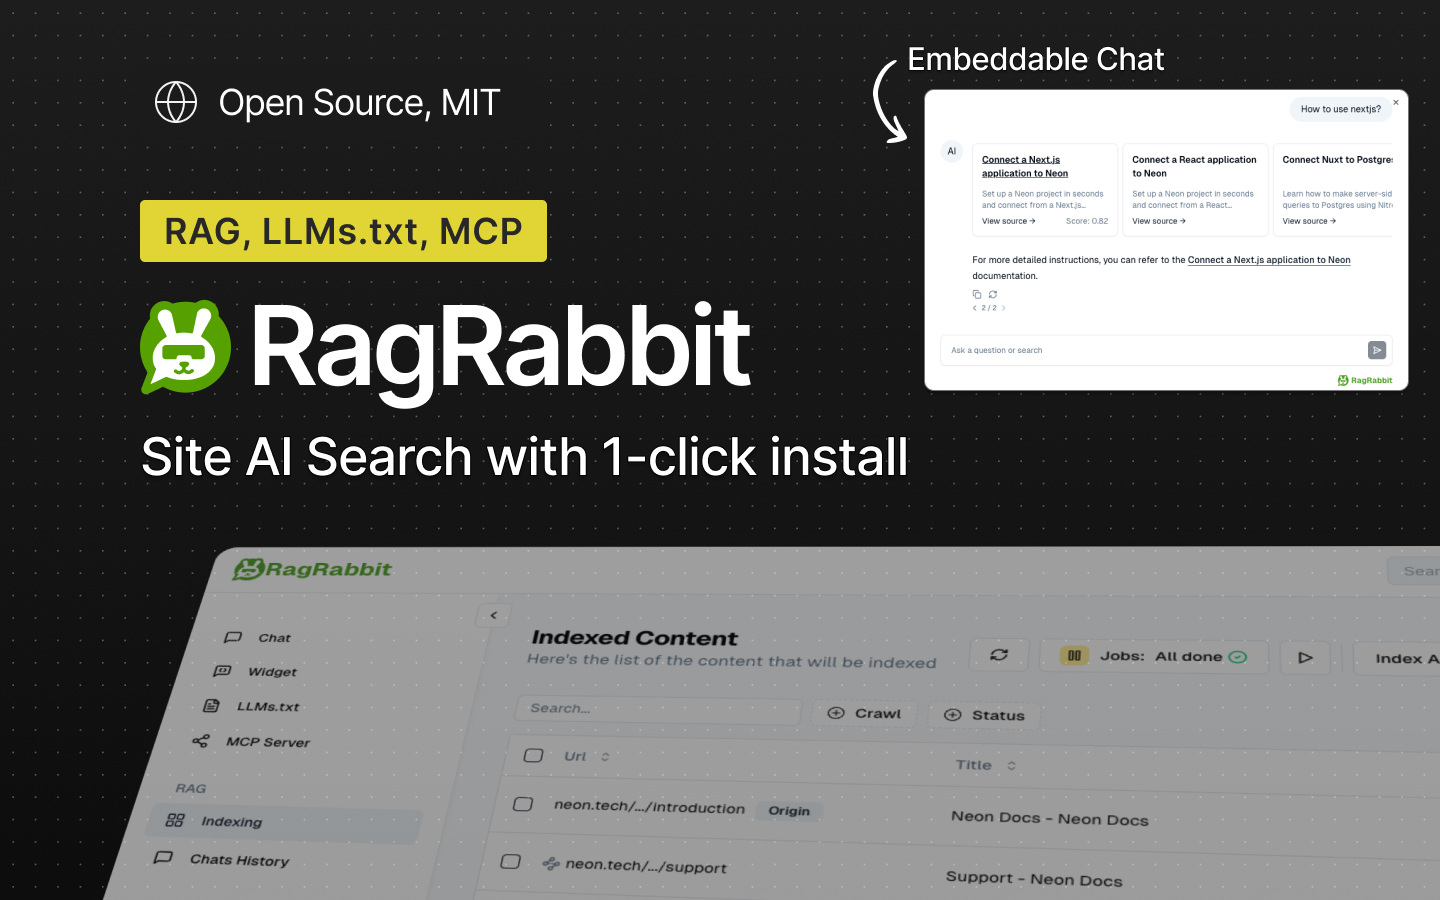 Open Source, MIT
RAG, LLMs.txt, MCP
RagRabbit
Site AI Search with 1-click install
Embeddable Chat
How to use nextjs?
AI
Connect a Next.js
application to Neon
Set up a Neon project in seconds
and connect from a Next.js...
View source → Score: 0.82
Connect a React application
to Neon
Set up a Neon project in seconds
and connect from a React...
View source →
Connect Nuxt to Postgres
Learn how to make server-sid
queries to Postgres using Nitr
View source →
For more detailed instructions, you can refer to the Connect a Next.js application to Neon
documentation.
2 / 2
Ask a question or search
RagRabbit
RagRabbit
Sear
Chat
Widget
LLMs.txt
MCP Server
RAG
Indexing
Chats History
Indexed Content
Here's the list of the content that will be indexed
Jobs: All done
Index A
Search...
Crawl
Status
Url Title
neon.tech/.../introduction Origin Neon Docs - Neon Docs
neon.tech/.../support Support - Neon Docs